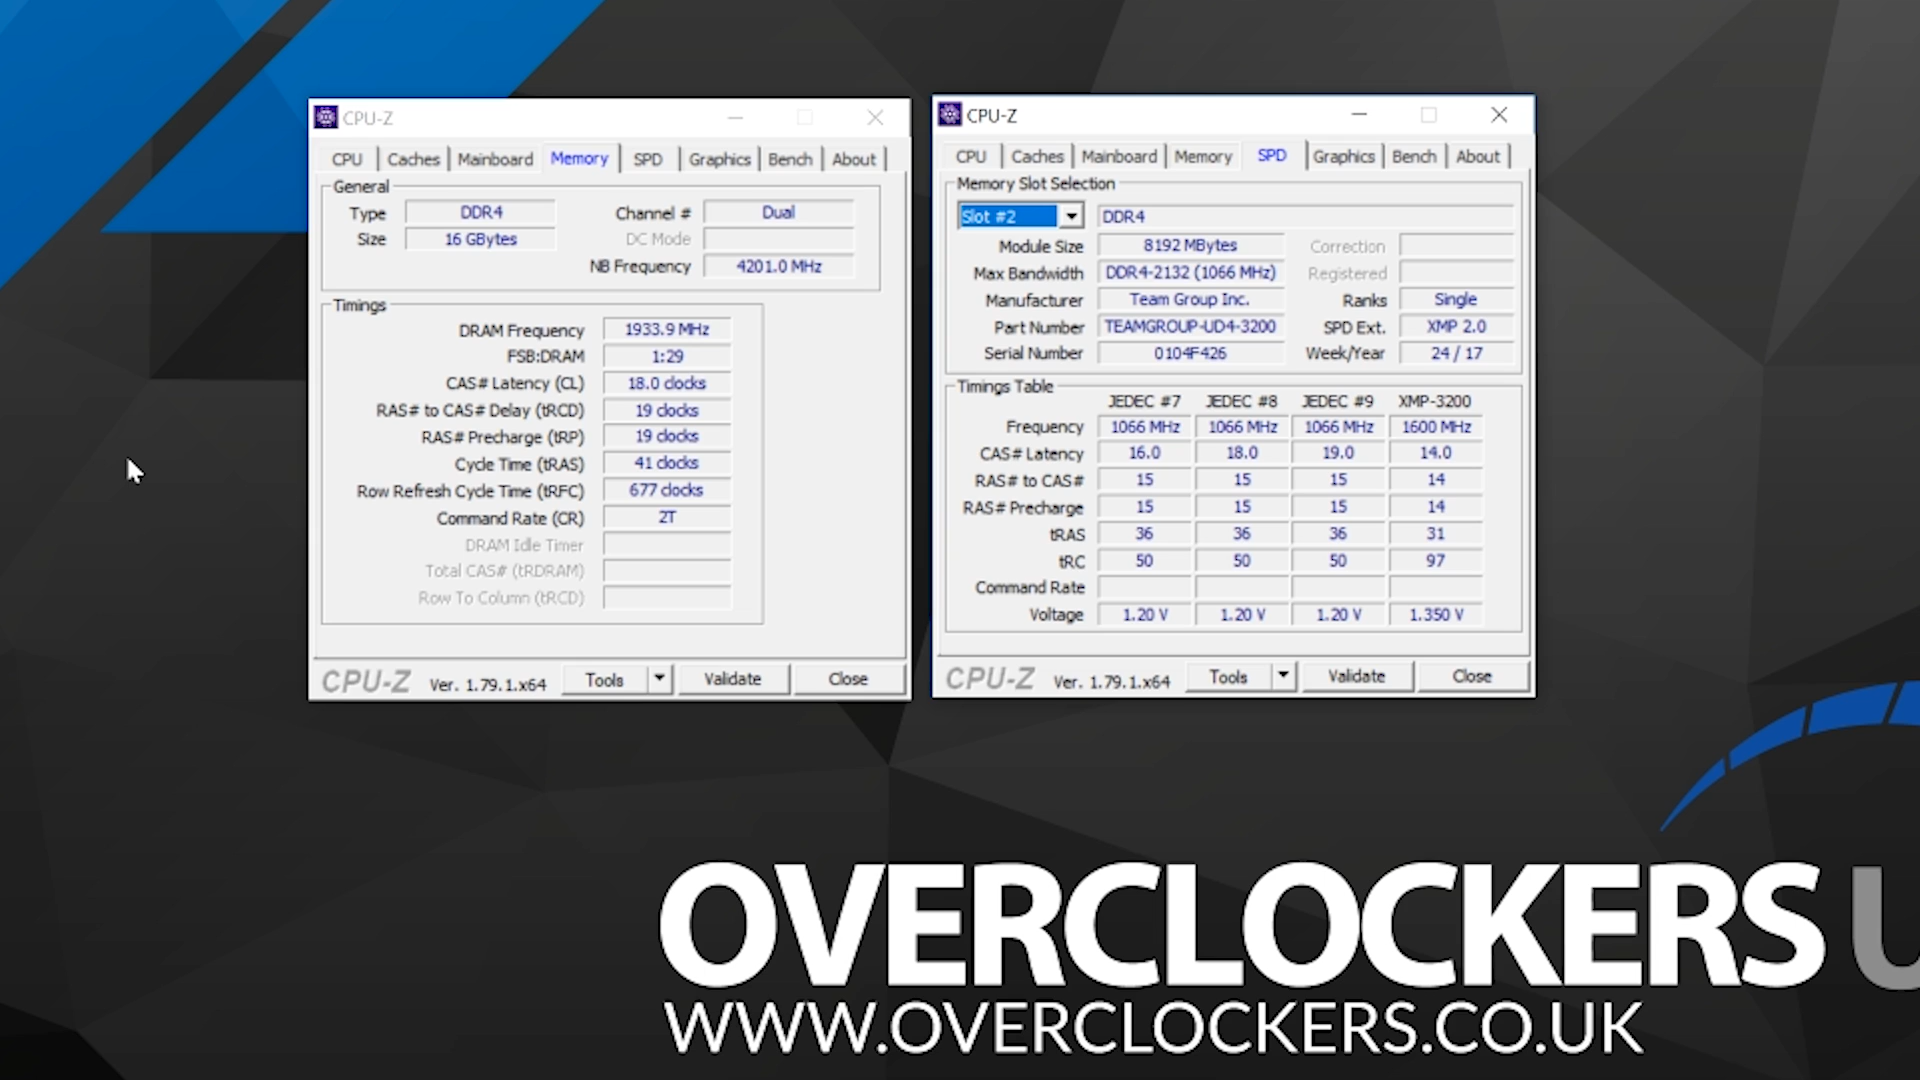 CPU-Z
CPU Caches Mainboard Memory SPD Graphics Bench About
General
Type DDR4 Channel # Dual
Size 16 GBytes DC Mode
NB Frequency 4201.0 MHz
Timings
DRAM Frequency 1933.9 MHz
FSB:DRAM 1:29
CAS# Latency (CL) 18.0 clocks
RAS# to CAS# Delay (tRCD) 19 clocks
RAS# Precharge (tRP) 19 clocks
Cycle Time (tRAS) 41 clocks
Row Refresh Cycle Time (tRFC) 677 clocks
Command Rate (CR) 2T
DRAM Idle Timer
Total CAS# (tRDRAM)
Row To Column (tRCD)
CPU-Z Ver. 1.79.1.x64 Tools Validate Close
CPU-Z
CPU Caches Mainboard Memory SPD Graphics Bench About
Memory Slot Selection
Slot #2 DDR4
Module Size 8192 MBytes Correction
Max Bandwidth DDR4-2132 (1066 MHz) Registered
Manufacturer Team Group Inc. Ranks Single
Part Number TEAMGROUP-UD4-3200 SPD Ext. XMP 2.0
Serial Number 0104F426 Week/Year 24 / 17
Timings Table
JEDEC #7 JEDEC #8 JEDEC #9 XMP-3200
Frequency 1066 MHz 1066 MHz 1066 MHz 1600 MHz
CAS# Latency 16.0 18.0 19.0 14.0
RAS# to CAS# 15 15 15 14
RAS# Precharge 15 15 15 14
tRAS 36 36 36 31
tRC 50 50 50 97
Command Rate
Voltage 1.20 V 1.20 V 1.20 V 1.350 V
CPU-Z Ver. 1.79.1.x64 Tools Validate Close
OVERCLOCKERS U
WWW.OVERCLOCKERS.CO.UK